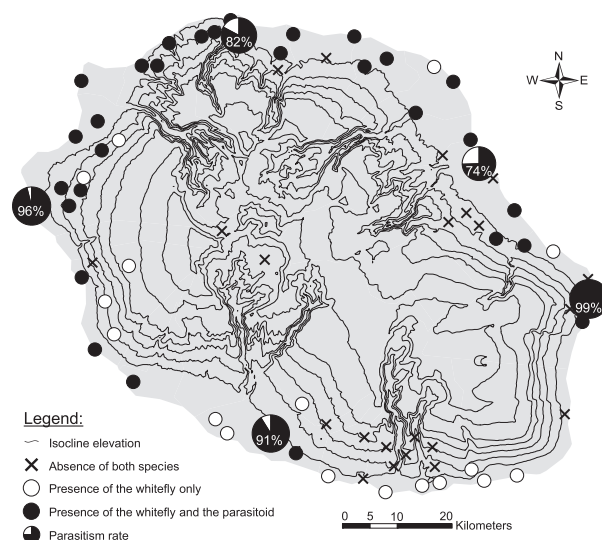 82%
N
W E
S
74%
96%
99%
91%
Legend:
Isocline elevation
Absence of both species
Presence of the whitefly only
Presence of the whitefly and the parasitoid
Parasitism rate
0 5 10 20
Kilometers